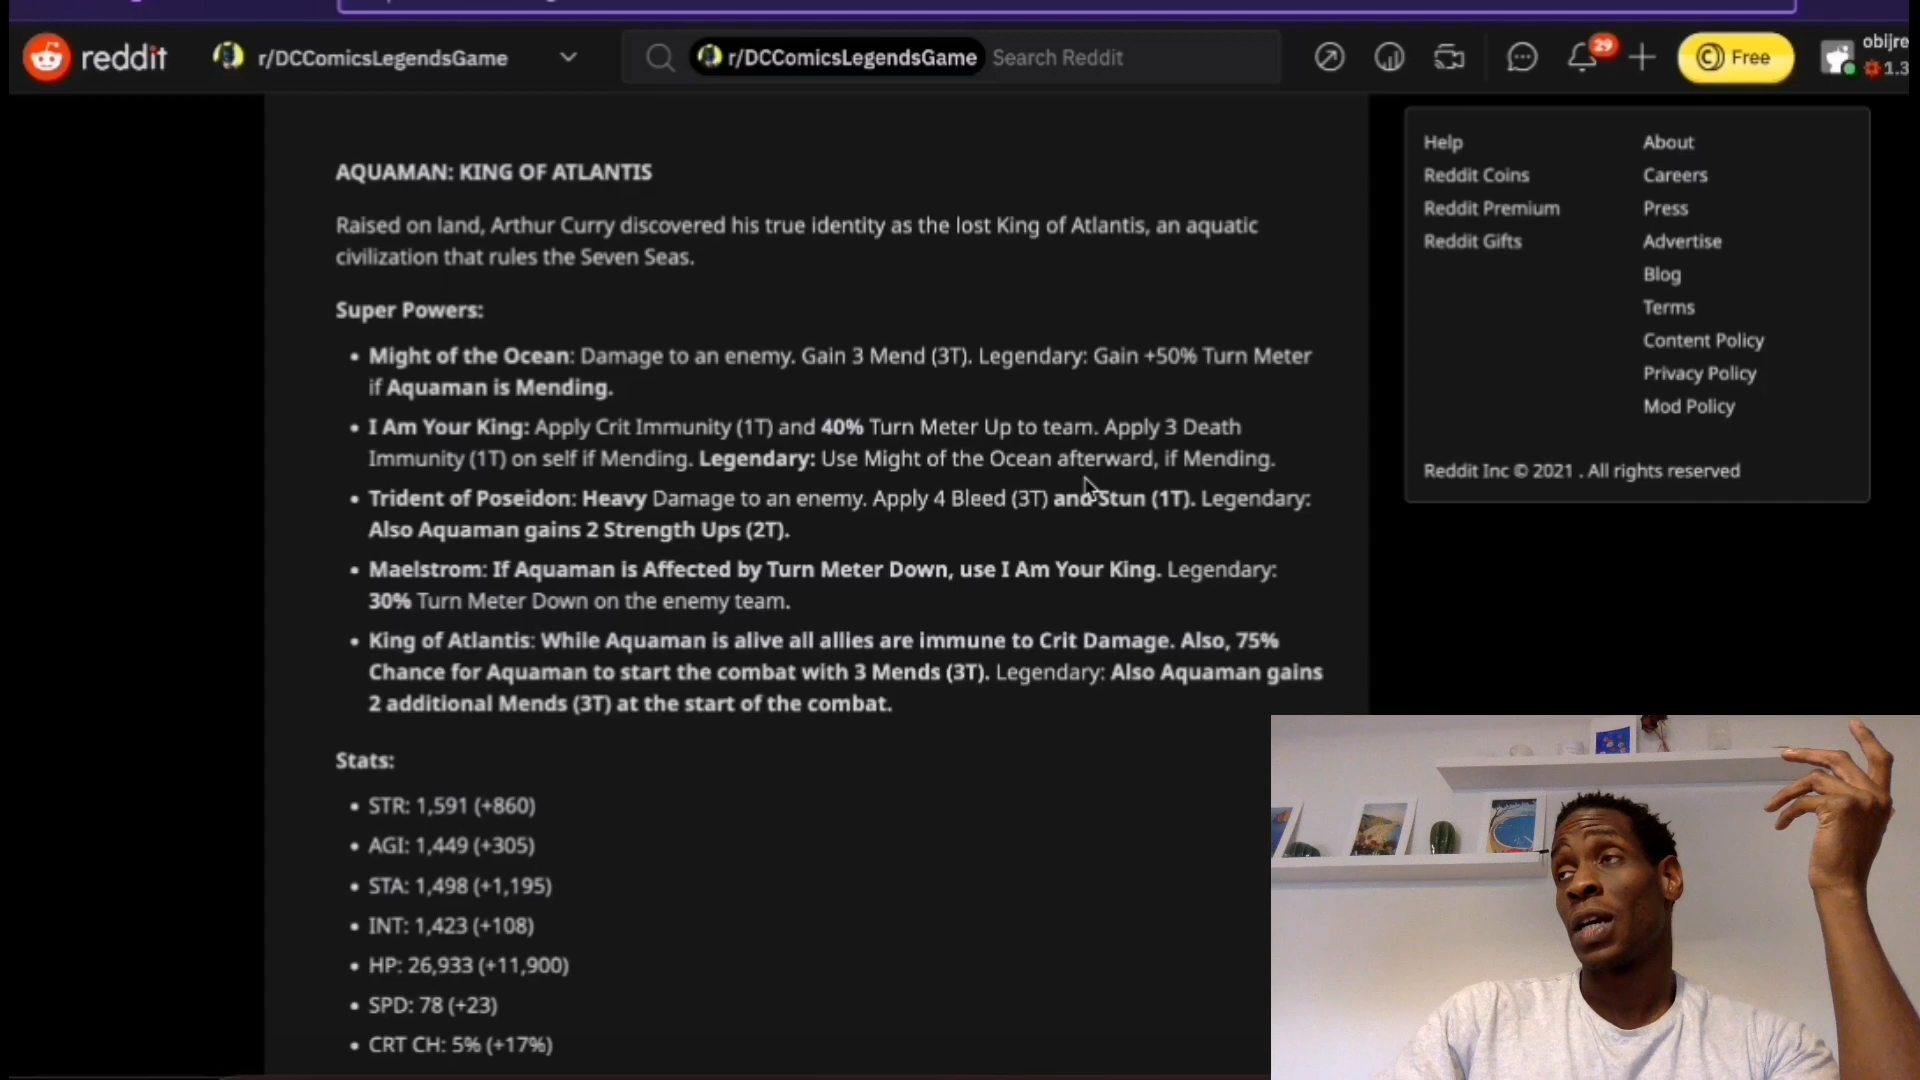 reddit r/DCComicsLegendsGame r/DCComicsLegendsGame Search Reddit 29 Free obijre
1.3
AQUAMAN: KING OF ATLANTIS
Raised on land, Arthur Curry discovered his true identity as the lost King of Atlantis, an aquatic
civilization that rules the Seven Seas.
Super Powers:
• Might of the Ocean: Damage to an enemy. Gain 3 Mend (3T). Legendary: Gain +50% Turn Meter
if Aquaman is Mending.
• I Am Your King: Apply Crit Immunity (1T) and 40% Turn Meter Up to team. Apply 3 Death
Immunity (1T) on self if Mending. Legendary: Use Might of the Ocean afterward, if Mending.
• Trident of Poseidon: Heavy Damage to an enemy. Apply 4 Bleed (3T) and Stun (1T). Legendary:
Also Aquaman gains 2 Strength Ups (2T).
• Maelstrom: If Aquaman is Affected by Turn Meter Down, use I Am Your King. Legendary:
30% Turn Meter Down on the enemy team.
• King of Atlantis: While Aquaman is alive all allies are immune to Crit Damage. Also, 75%
Chance for Aquaman to start the combat with 3 Mends (3T). Legendary: Also Aquaman gains
2 additional Mends (3T) at the start of the combat.
Stats:
• STR: 1,591 (+860)
• AGI: 1,449 (+305)
• STA: 1,498 (+1,195)
• INT: 1,423 (+108)
• HP: 26,933 (+11,900)
• SPD: 78 (+23)
• CRT CH: 5% (+17%)
Help
Reddit Coins
Reddit Premium
Reddit Gifts
About
Careers
Press
Advertise
Blog
Terms
Content Policy
Privacy Policy
Mod Policy
Reddit Inc © 2021 . All rights reserved